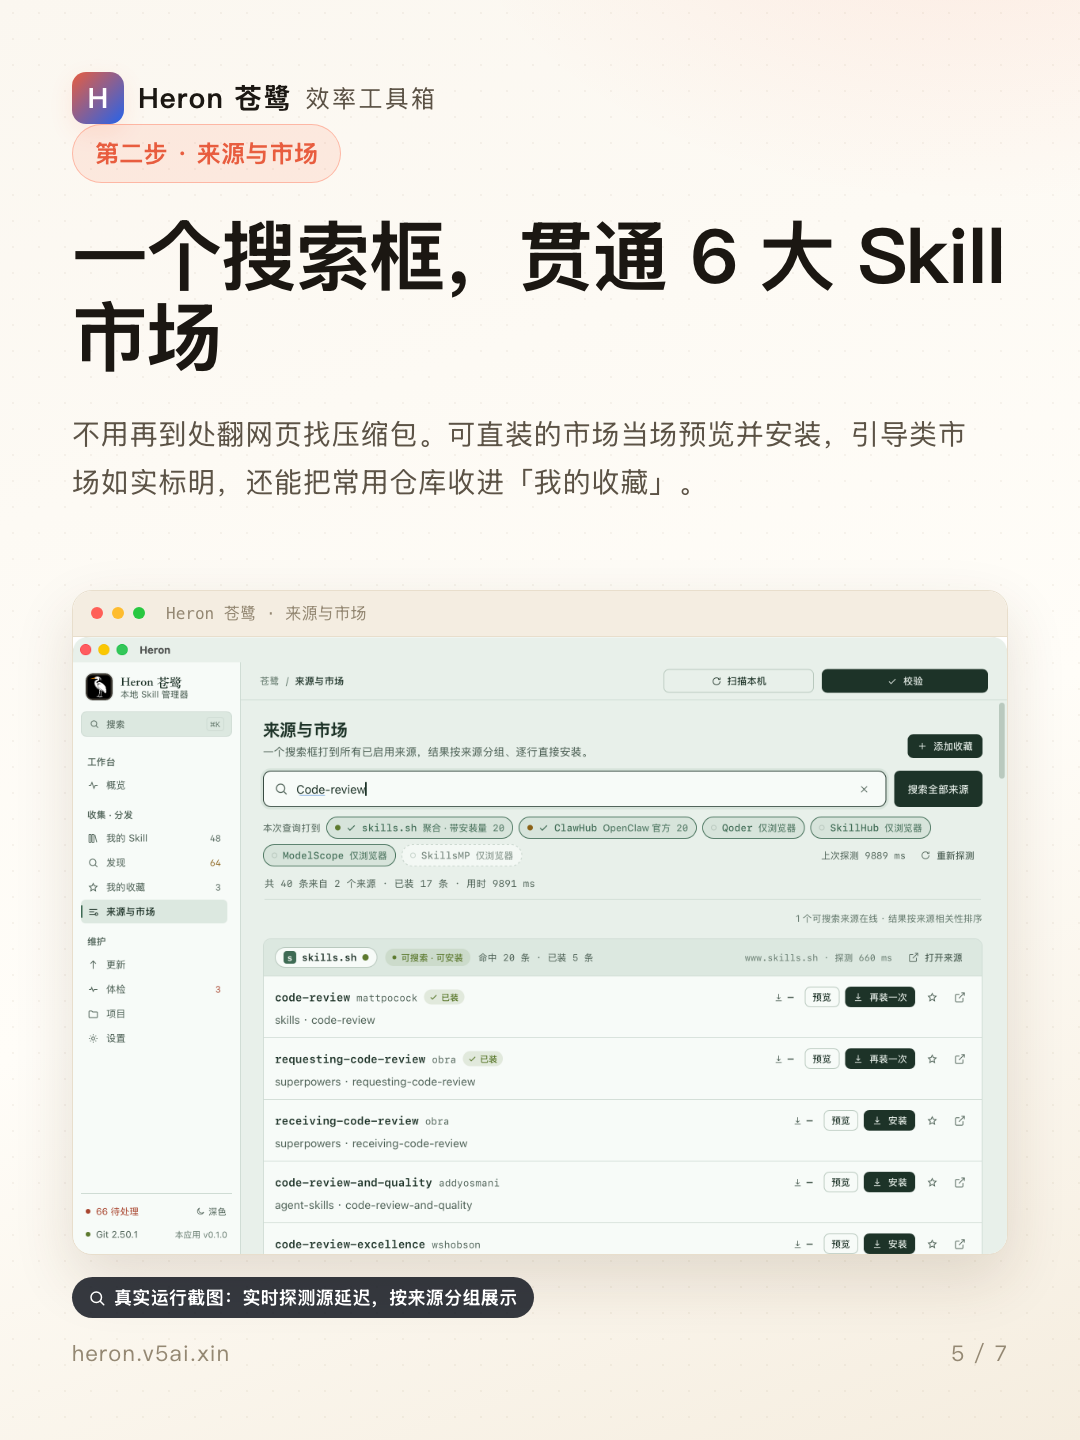 H Heron 苍鹭 效率工具箱
第二步 · 来源与市场
一个搜索框，贯通 6 大 Skill
市场
不用再到处翻网页找压缩包。可直装的市场当场预览并安装，引导类市
场如实标明，还能把常用仓库收进「我的收藏」。
Heron 苍鹭 · 来源与市场
Heron
Heron 苍鹭
本地 Skill 管理器
搜索 ⌘K
工作台
概览
收集 · 分发
我的 Skill 48
发现 64
我的收藏 3
来源与市场
维护
更新
体检 3
项目
设置
66 待处理 深色
Git 2.50.1 本应用 v0.1.0
苍鹭 / 来源与市场 扫描本机 校验
来源与市场
一个搜索框打到所有已启用来源，结果按来源分组、逐行直接安装。
添加收藏
Code-review 搜索全部来源
本次查询打到 skills.sh 聚合 · 带安装量 20 ClawHub OpenClaw 官方 20 Qoder 仅浏览器 SkillHub 仅浏览器
ModelScope 仅浏览器 SkillsMP 仅浏览器 上次探测 9889 ms 重新探测
共 40 条来自 2 个来源 · 已装 17 条 · 用时 9891 ms
1 个可搜索来源在线 · 结果按来源相关性排序
s skills.sh 可搜索 · 可安装 命中 20 条 · 已装 5 条 www.skills.sh · 探测 660 ms 打开来源
code-review mattpocock 已装 — 预览 再装一次
skills · code-review
requesting-code-review obra 已装 — 预览 再装一次
superpowers · requesting-code-review
receiving-code-review obra — 预览 安装
superpowers · receiving-code-review
code-review-and-quality addyosmani — 预览 安装
agent-skills · code-review-and-quality
code-review-excellence wshobson — 预览 安装
真实运行截图：实时探测源延迟，按来源分组展示
heron.v5ai.xin 5 / 7